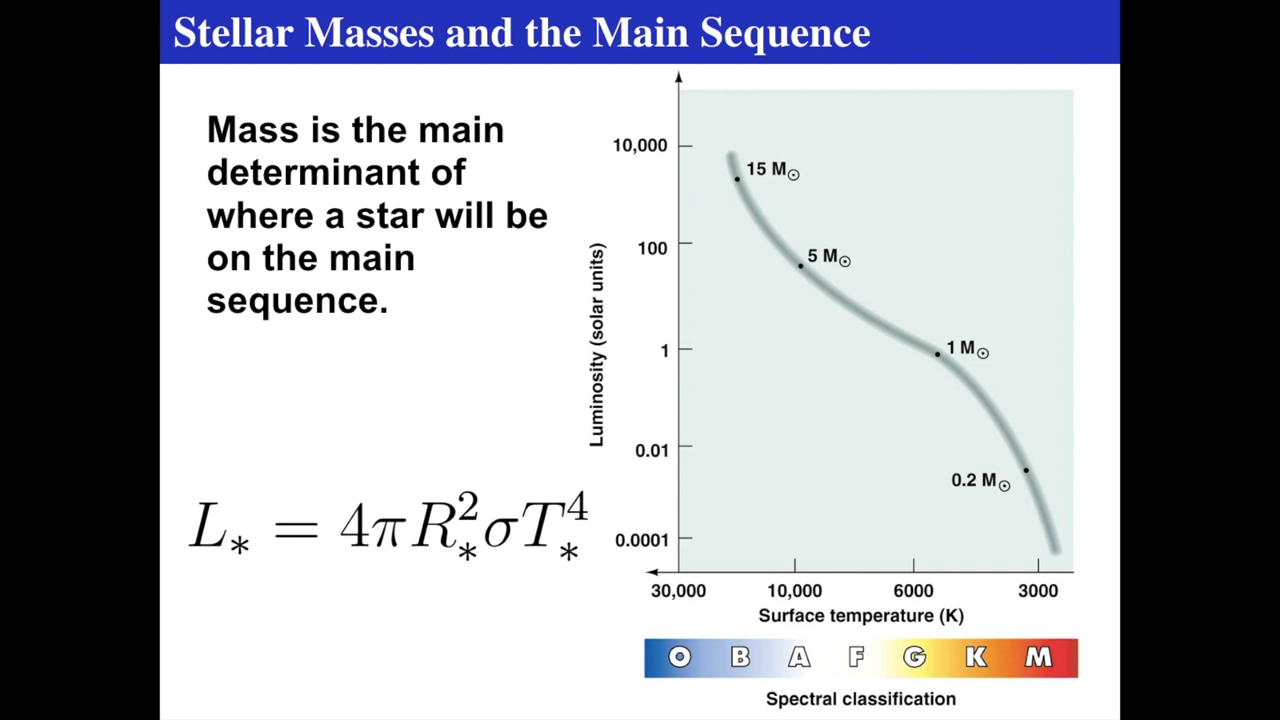 Stellar Masses and the Main Sequence
Mass is the main
determinant of
where a star will be
on the main
sequence.
L* = 4πR*²σT*⁴
Luminosity (solar units)
10,000
100
1
0.01
0.0001
15 M☉
5 M☉
1 M☉
0.2 M☉
30,000 10,000 6000 3000
Surface temperature (K)
O B A F G K M
Spectral classification